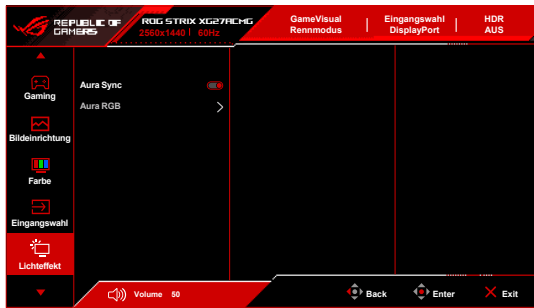 REPUBLIC OF
GAMERS
ROG STRIX XG27ACMG
2560x1440 | 60Hz
GameVisual
Rennmodus
Eingangswahl
DisplayPort
HDR
AUS
Gaming
Bildeinrichtung
Farbe
Eingangswahl
Lichteffekt
Aura Sync
Aura RGB
Volume 50
Back
Enter
Exit